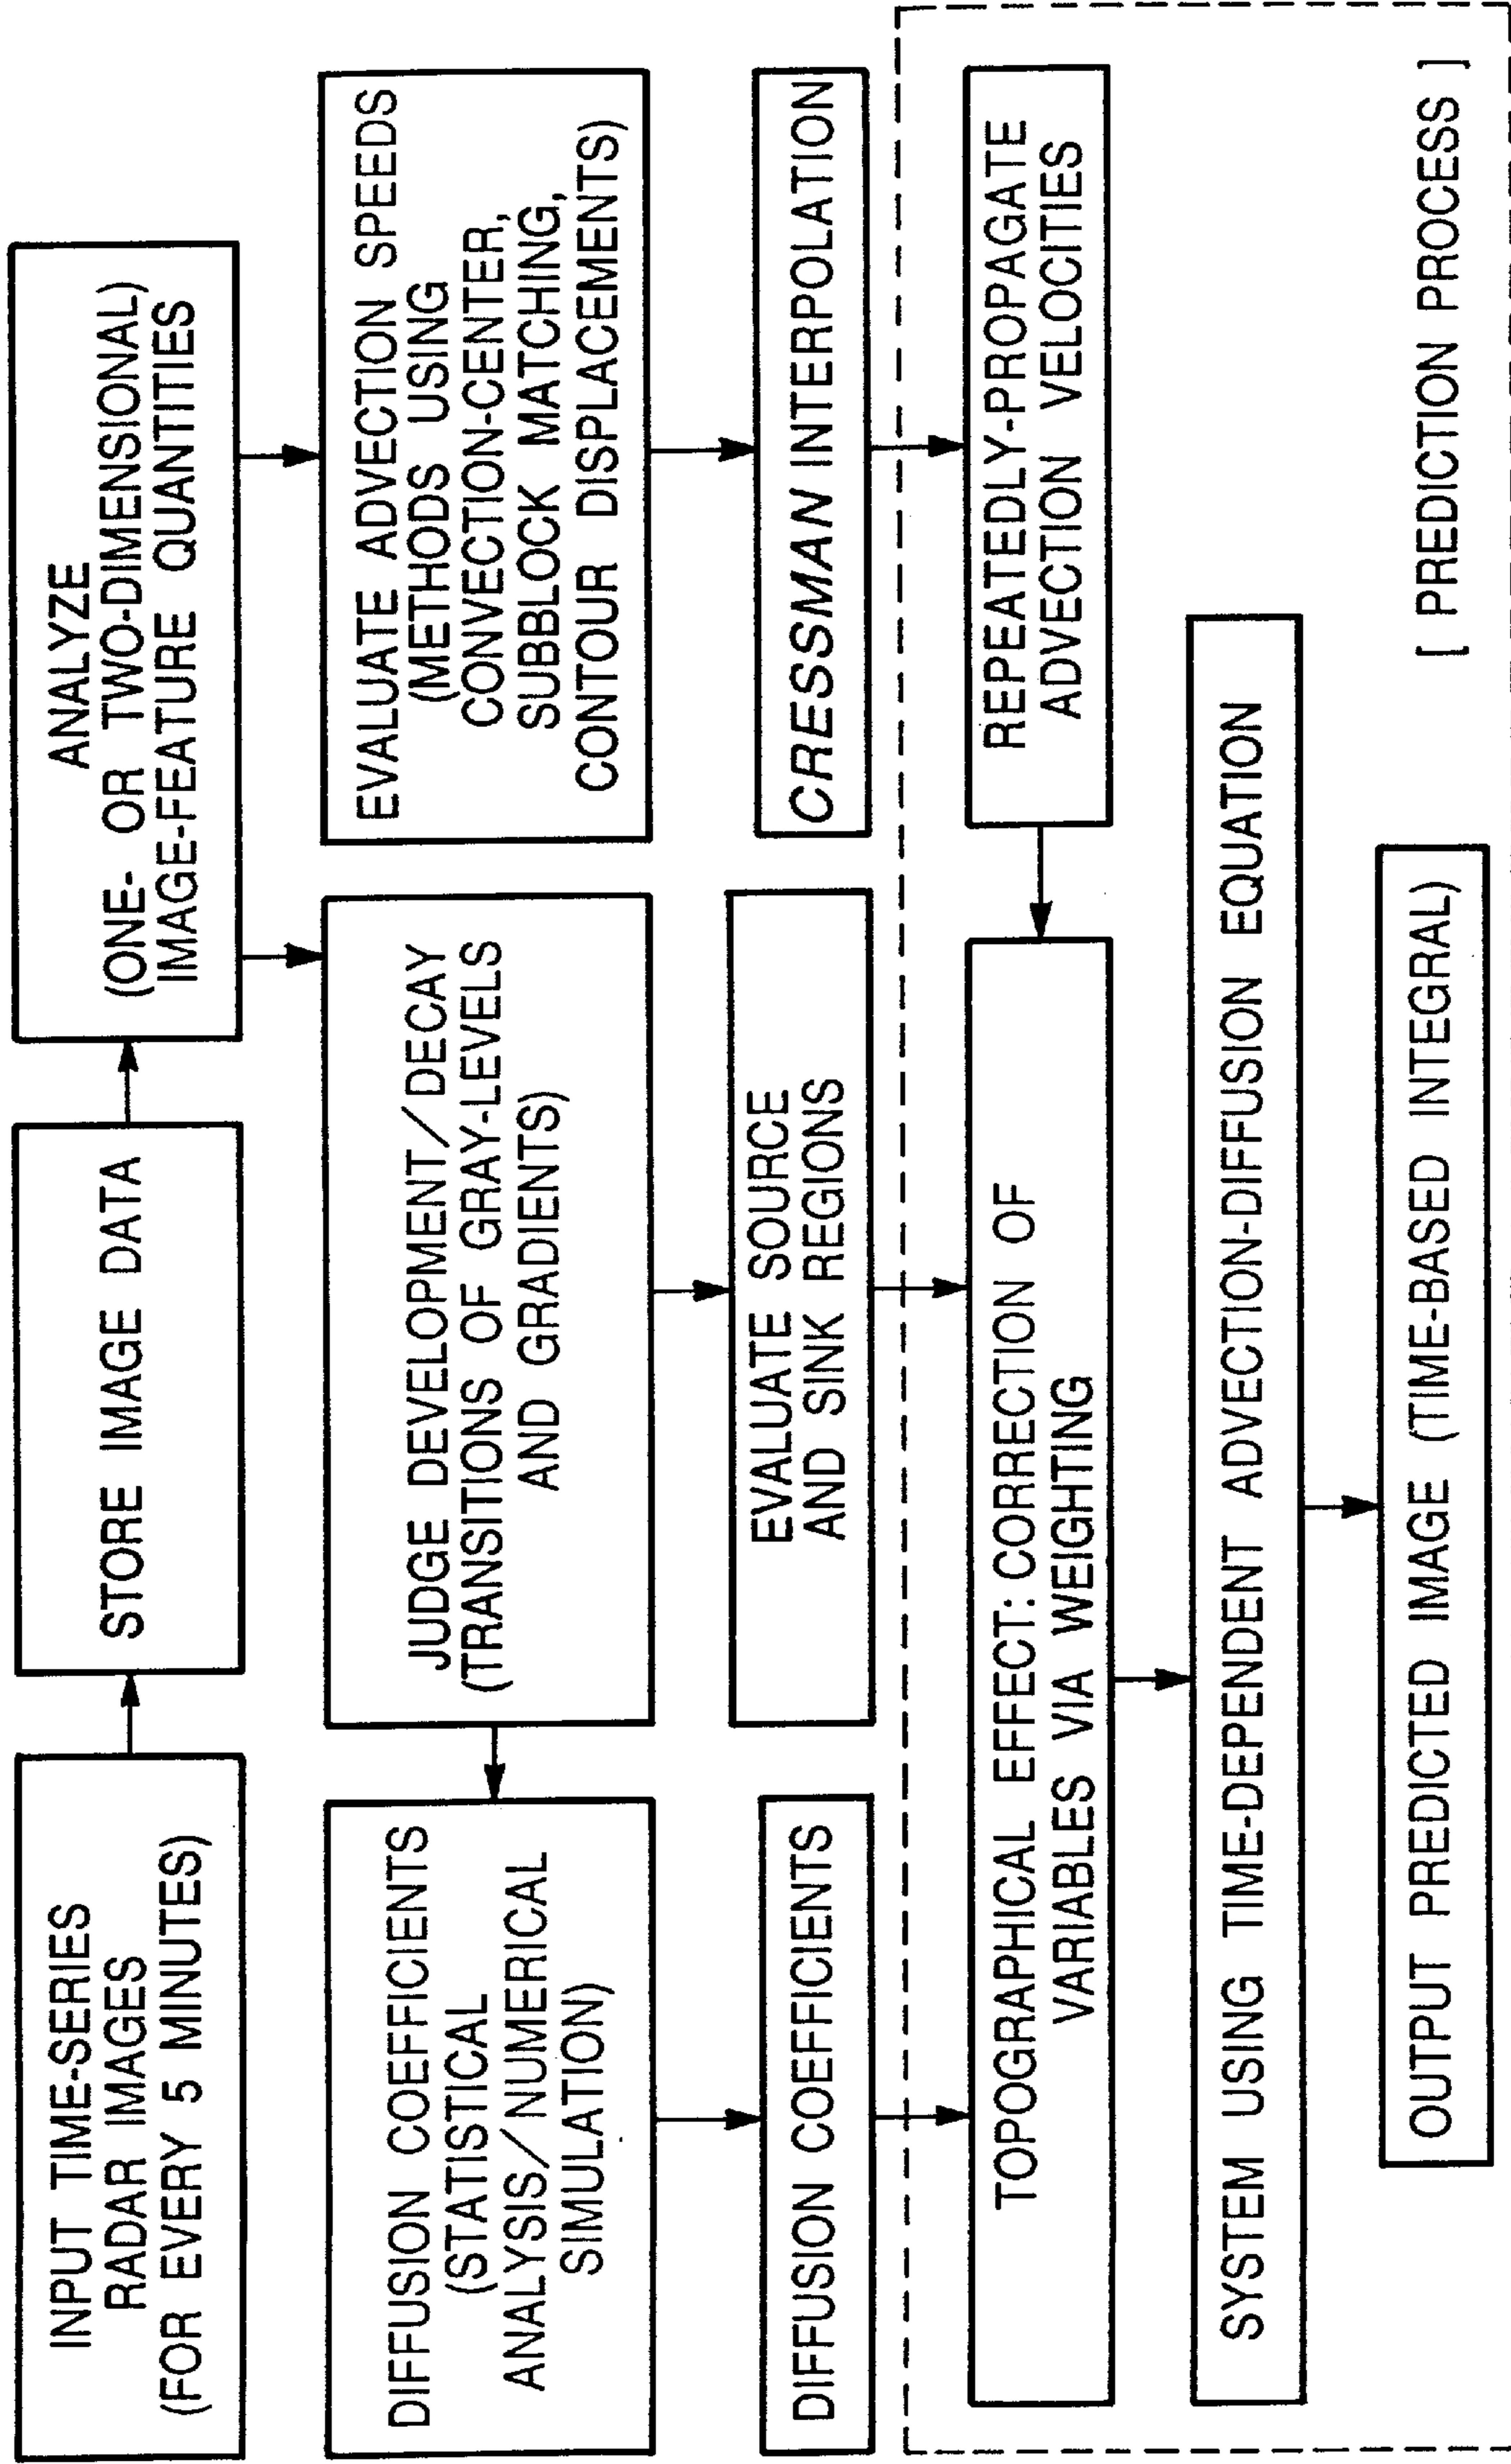 INPUT TIME-SERIES
RADAR IMAGES
(FOR EVERY 5 MINUTES)
STORE IMAGE DATA
ANALYZE
(ONE- OR TWO-DIMENSIONAL)
IMAGE-FEATURE QUANTITIES
DIFFUSION COEFFICIENTS
(STATISTICAL
ANALYSIS/NUMERICAL
SIMULATION)
JUDGE DEVELOPMENT/DECAY
(TRANSITIONS OF GRAY-LEVELS
AND GRADIENTS)
EVALUATE ADVECTION SPEEDS
(METHODS USING
CONVECTION-CENTER,
SUBBLOCK MATCHING,
CONTOUR DISPLACEMENTS)
DIFFUSION COEFFICIENTS
EVALUATE SOURCE
AND SINK REGIONS
CRESSMAN INTERPOLATION
TOPOGRAPHICAL EFFECT: CORRECTION OF
VARIABLES VIA WEIGHTING
REPEATEDLY-PROPAGATE
ADVECTION VELOCITIES
SYSTEM USING TIME-DEPENDENT ADVECTION-DIFFUSION EQUATION
OUTPUT PREDICTED IMAGE (TIME-BASED INTEGRAL)
[ PREDICTION PROCESS ]